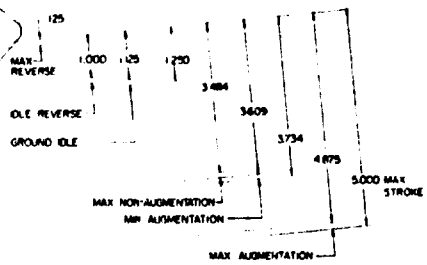 .125
MAX
REVERSE
1.000
1.125
1.250
3.484
IDLE REVERSE
3.609
GROUND IDLE
3.734
4.875
5.000 MAX
STROKE
MAX NON-AUGMENTATION
MIN AUGMENTATION
MAX AUGMENTATION